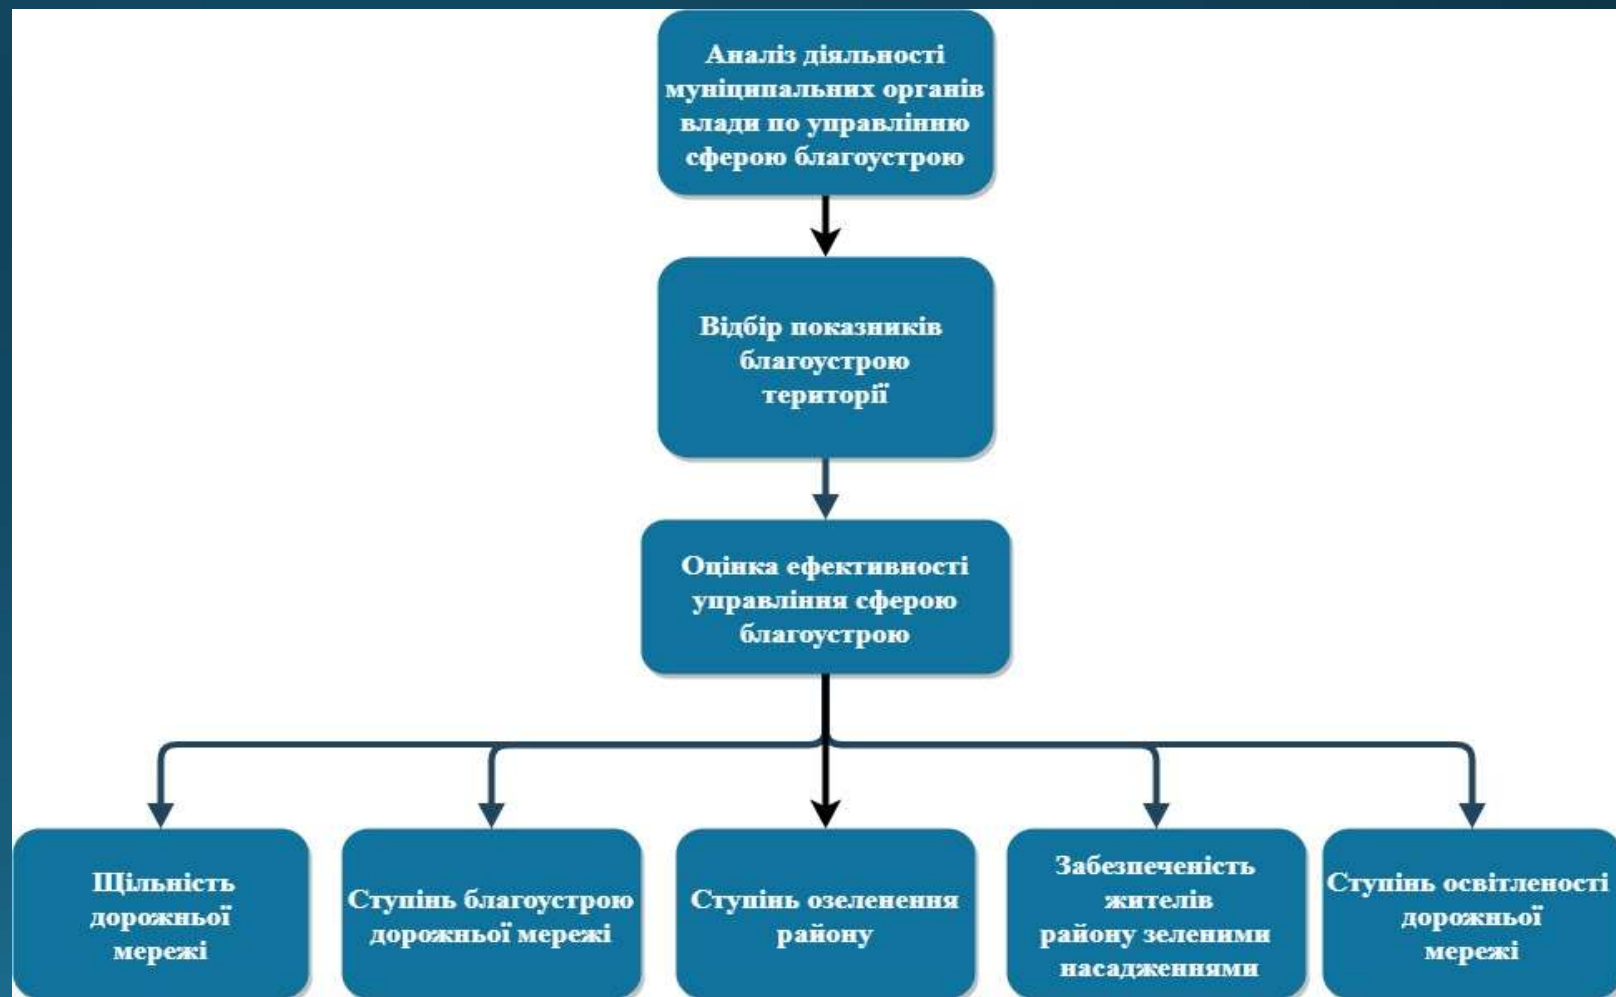 Аналіз діяльності
муніципальних органів
влади по управлінню
сферою благоустрою
Відбір показників
благоустрою
території
Оцінка ефективності
управління сферою
благоустрою
Щільність
дорожньої
мережі
Ступінь благоустрою
дорожньої мережі
Ступінь озеленення
району
Забезпеченість
жителів
району зеленими
насадженнями
Ступінь освітленості
дорожньої
мережі